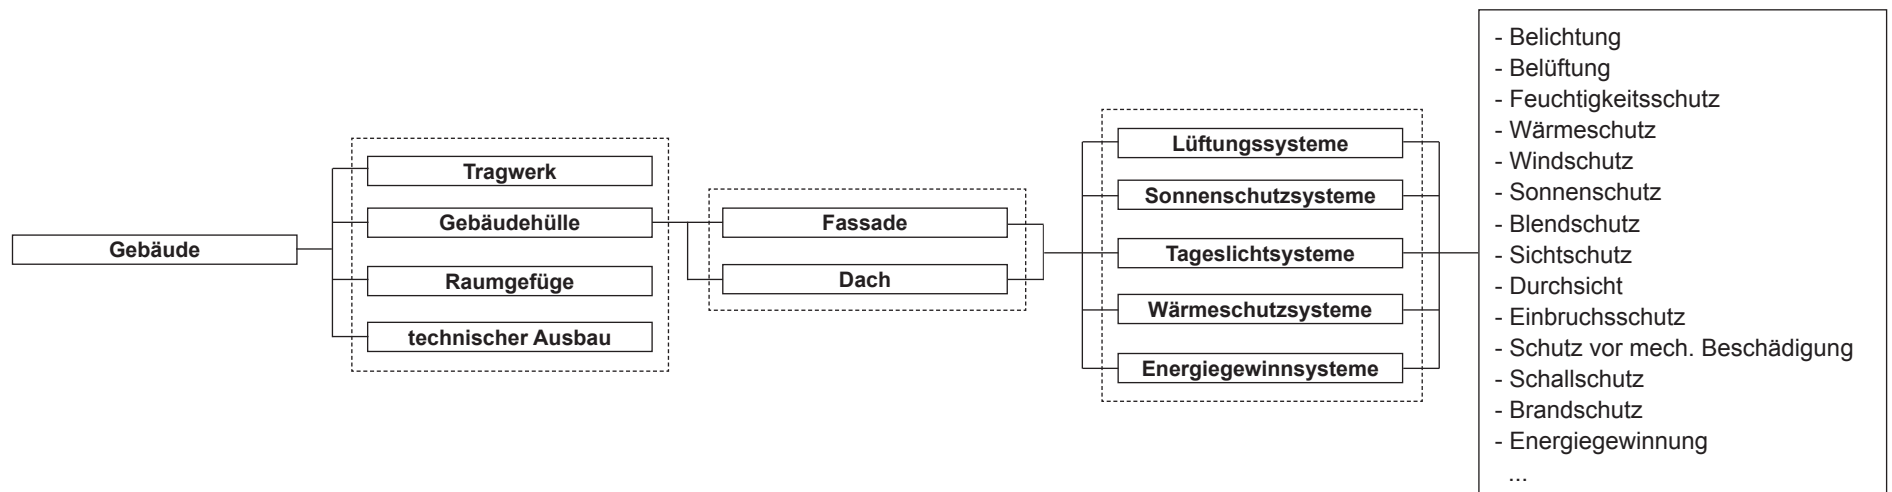 Gebäude
Tragwerk
Gebäudehülle
Raumgefüge
technischer Ausbau
Fassade
Dach
Lüftungssysteme
Sonnenschutzsysteme
Tageslichtsysteme
Wärmeschutzsysteme
Energiegewinnsysteme
- Belichtung
- Belüftung
- Feuchtigkeitsschutz
- Wärmeschutz
- Windschutz
- Sonnenschutz
- Blendschutz
- Sichtschutz
- Durchsicht
- Einbruchsschutz
- Schutz vor mech. Beschädigung
- Schallschutz
- Brandschutz
- Energiegewinnung
...